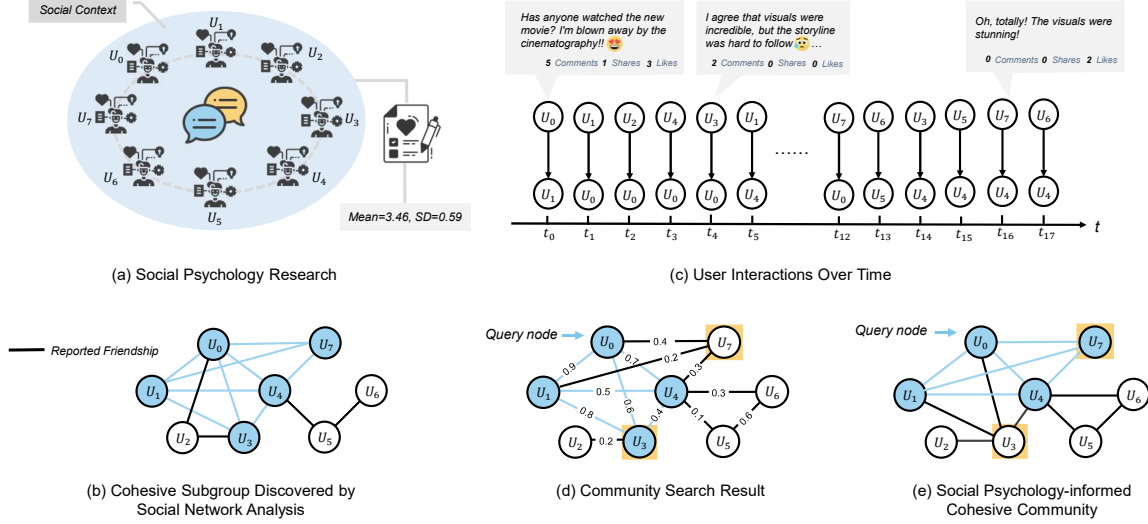 Social Context
U1
U0
U2
U7
U3
U6
U4
U5
Mean=3.46, SD=0.59
(a) Social Psychology Research
Has anyone watched the new
movie? I'm blown away by the
cinematography!! 😍
5 Comments 1 Shares 3 Likes
I agree that visuals were
incredible, but the storyline
was hard to follow 😥 ...
2 Comments 0 Shares 0 Likes
Oh, totally! The visuals were
stunning!
0 Comments 0 Shares 2 Likes
U0 U1 U2 U4 U3 U1 ...... U7 U6 U3 U5 U7 U6
U1 U0 U0 U0 U0 U4 U0 U5 U4 U4 U4 U4
t0 t1 t2 t3 t4 t5 t12 t13 t14 t15 t16 t17 t
(c) User Interactions Over Time
Reported Friendship
U0
U7
U1
U4
U6
U2
U3
U5
(b) Cohesive Subgroup Discovered by
Social Network Analysis
Query node
U0
0.4
U7
0.2
0.9
0.7
0.3
U1
0.5
U4
0.3
U6
0.8
0.6
0.4
0.1
0.6
U2
0.2
U3
U5
(d) Community Search Result
Query node
U0
U7
U1
U4
U6
U2
U3
U5
(e) Social Psychology-informed
Cohesive Community